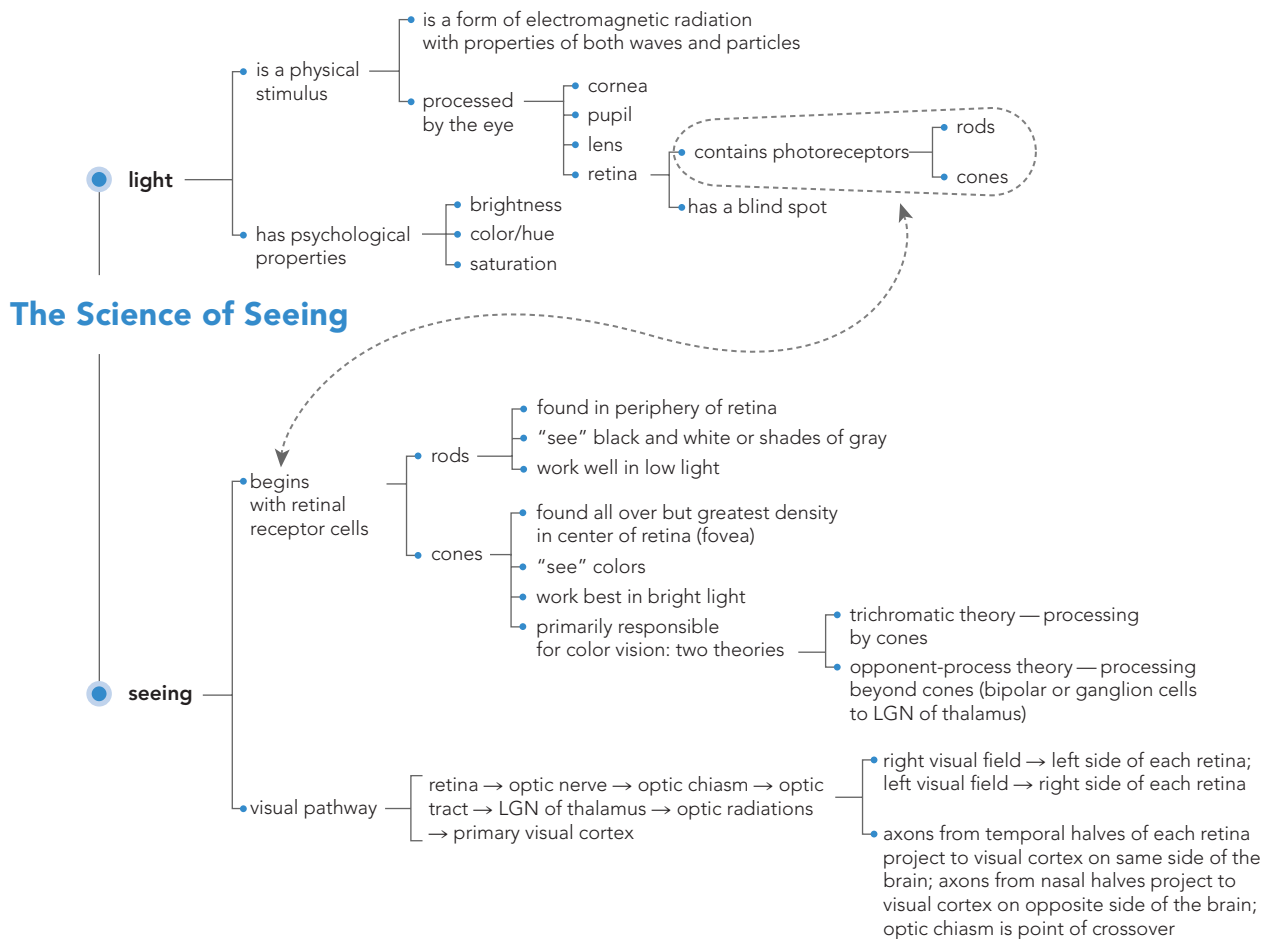 is a form of electromagnetic radiation
with properties of both waves and particles
is a physical
stimulus
processed
by the eye
cornea
pupil
lens
retina
contains photoreceptors
rods
cones
has a blind spot
light
has psychological
properties
brightness
color/hue
saturation
The Science of Seeing
begins
with retinal
receptor cells
rods
found in periphery of retina
“see” black and white or shades of gray
work well in low light
cones
found all over but greatest density
in center of retina (fovea)
“see” colors
work best in bright light
primarily responsible
for color vision: two theories
trichromatic theory — processing
by cones
opponent-process theory — processing
beyond cones (bipolar or ganglion cells
to LGN of thalamus)
seeing
visual pathway
retina → optic nerve → optic chiasm → optic
tract → LGN of thalamus → optic radiations
→ primary visual cortex
right visual field → left side of each retina;
left visual field → right side of each retina
axons from temporal halves of each retina
project to visual cortex on same side of the
brain; axons from nasal halves project to
visual cortex on opposite side of the brain;
optic chiasm is point of crossover